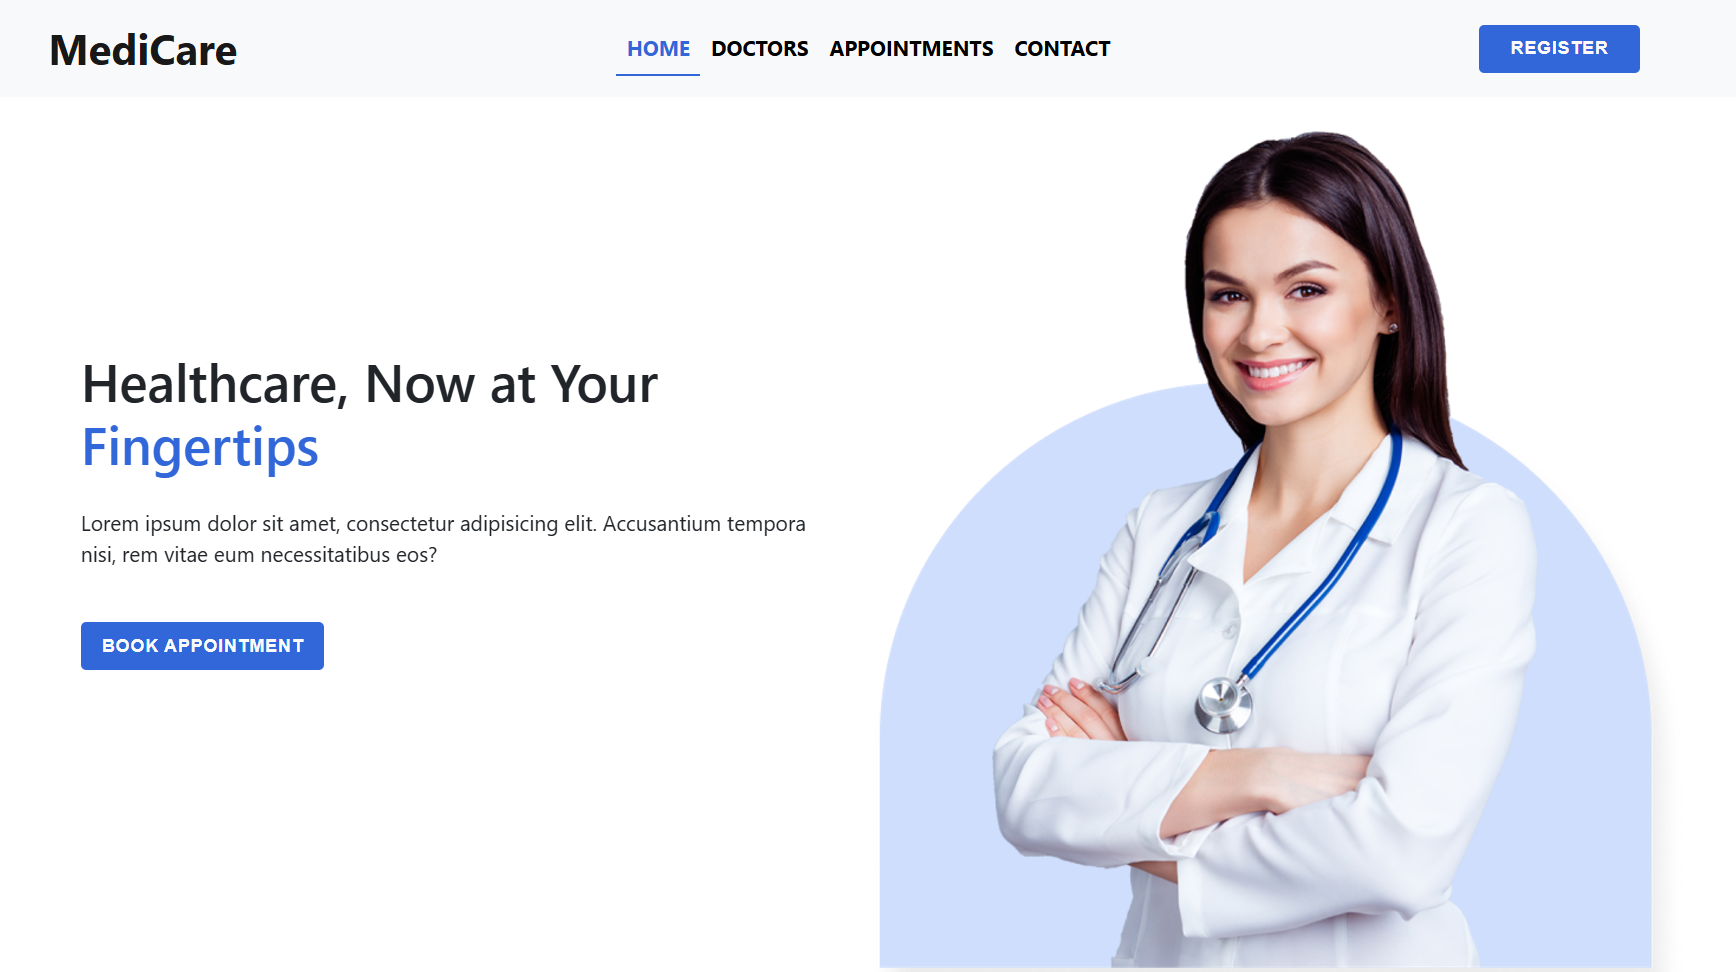 MediCare
HOME DOCTORS APPOINTMENTS CONTACT
REGISTER
Healthcare, Now at Your
Fingertips
Lorem ipsum dolor sit amet, consectetur adipisicing elit. Accusantium tempora
nisi, rem vitae eum necessitatibus eos?
BOOK APPOINTMENT